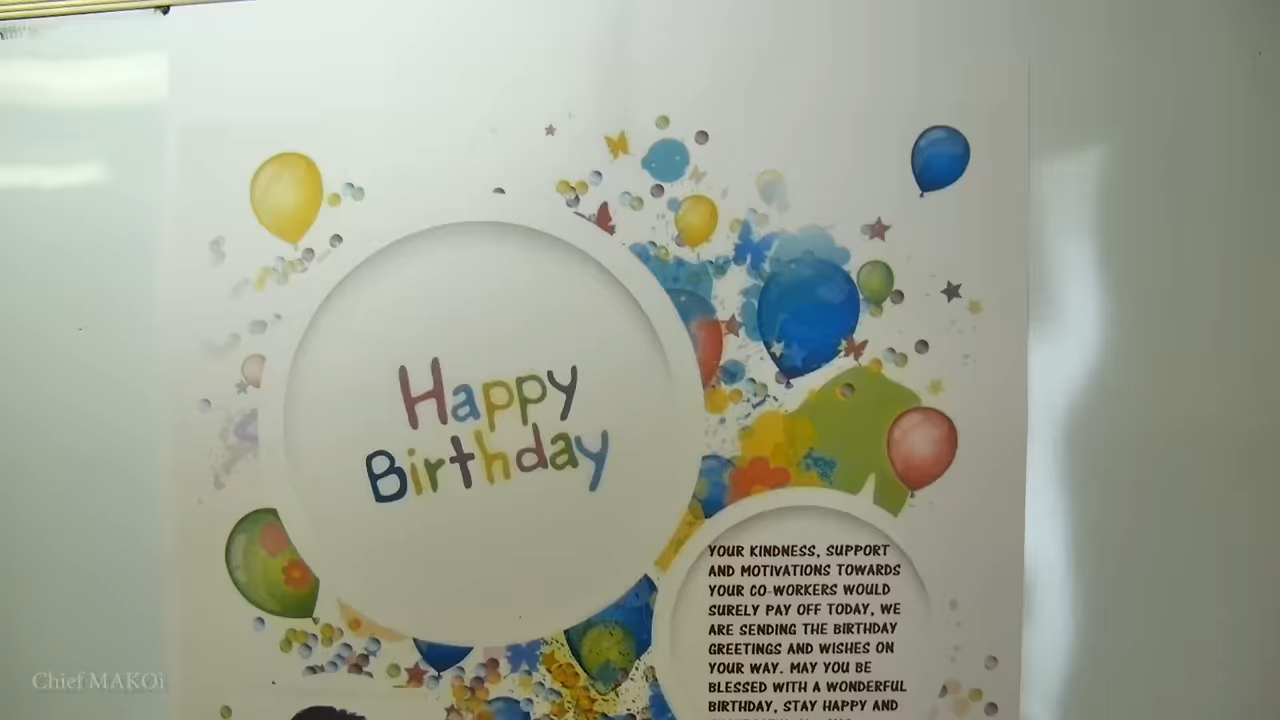 Happy
Birthday
YOUR KINDNESS, SUPPORT
AND MOTIVATIONS TOWARDS
YOUR CO-WORKERS WOULD
SURELY PAY OFF TODAY, WE
ARE SENDING THE BIRTHDAY
GREETINGS AND WISHES ON
YOUR WAY. MAY YOU BE
BLESSED WITH A WONDERFUL
BIRTHDAY, STAY HAPPY AND
Chief MAKOi